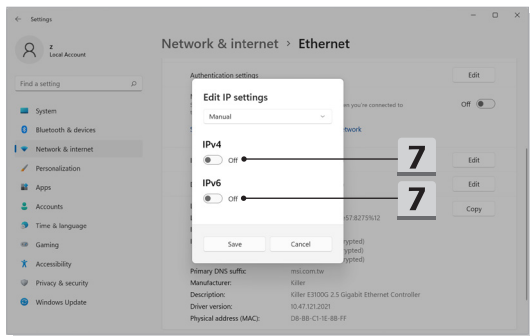 Settings
Z
Local Account
Find a setting
System
Bluetooth & devices
Network & internet
Personalization
Apps
Accounts
Time & language
Gaming
Accessibility
Privacy & security
Windows Update
Network & internet › Ethernet
Authentication settings
Edit
en you're connected to
Off
Edit IP settings
Manual
IPv4
Off
7
IPv6
Off
7
Save
Cancel
Edit
Edit
Copy
57:8275%12
rypted)
rypted)
rypted)
Primary DNS suffix:
msi.com.tw
Manufacturer:
Killer
Description:
Killer E3100G 2.5 Gigabit Ethernet Controller
Driver version:
10.47.121.2021
Physical address (MAC):
D8-BB-C1-1E-8B-FF